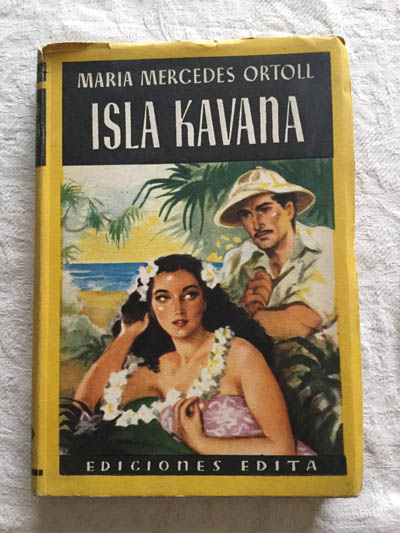 MARIA MERCEDES ORTOLL
ISLA KAVANA
EDICIONES EDITA